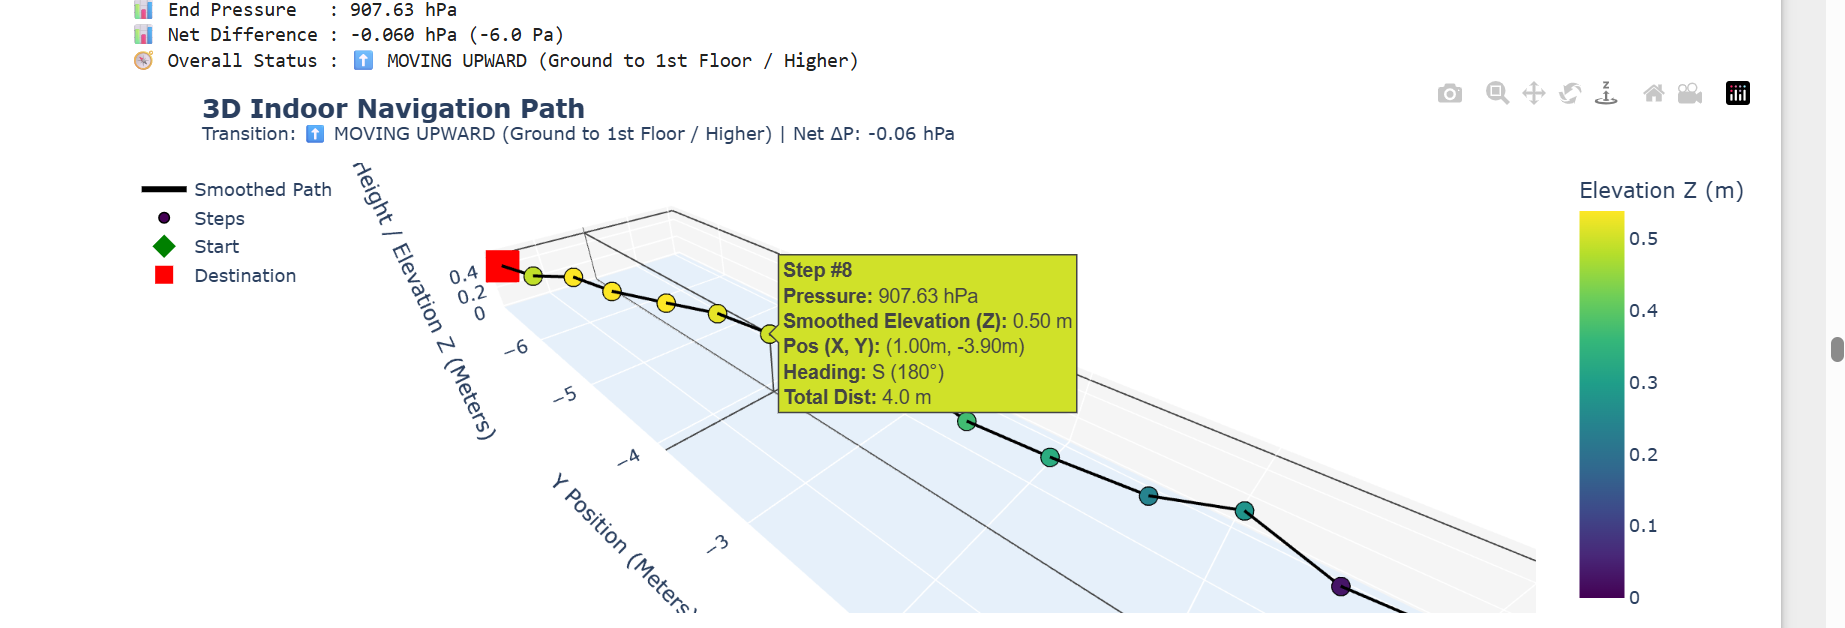 End Pressure : 907.63 hPa
Net Difference : -0.060 hPa (-6.0 Pa)
Overall Status : ⬆️ MOVING UPWARD (Ground to 1st Floor / Higher)
3D Indoor Navigation Path
Transition: ⬆️ MOVING UPWARD (Ground to 1st Floor / Higher) | Net ΔP: -0.06 hPa
Smoothed Path
Steps
Start
Destination
Height / Elevation Z (Meters)
0.4
0.2
0
−6
−5
−4
−3
Y Position (Meters)
Step #8
Pressure: 907.63 hPa
Smoothed Elevation (Z): 0.50 m
Pos (X, Y): (1.00m, -3.90m)
Heading: S (180°)
Total Dist: 4.0 m
Elevation Z (m)
0.5
0.4
0.3
0.2
0.1
0
Z